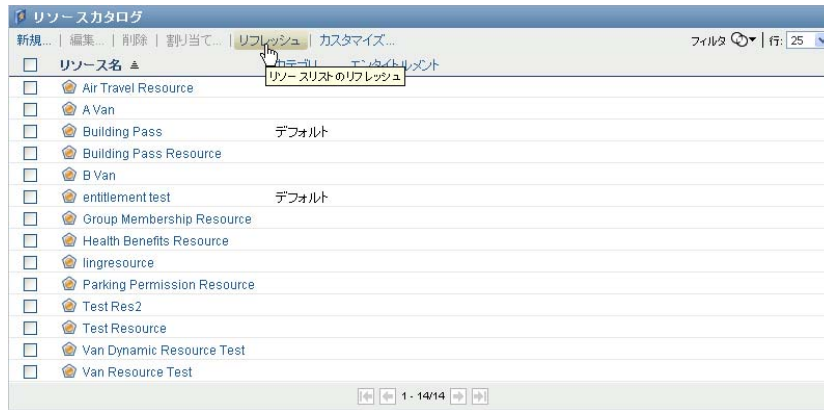 リソースカタログ
新規... | 編集... | 削除 | 割り当て... | リフレッシュ | カスタマイズ... フィルタ | 行: 25
リソース名 カテゴリ エンタイトルメント
リソースリストのリフレッシュ
Air Travel Resource
A Van
Building Pass デフォルト
Building Pass Resource
B Van
entitlement test デフォルト
Group Membership Resource
Health Benefits Resource
lingresource
Parking Permission Resource
Test Res2
Test Resource
Van Dynamic Resource Test
Van Resource Test
1 - 14/14